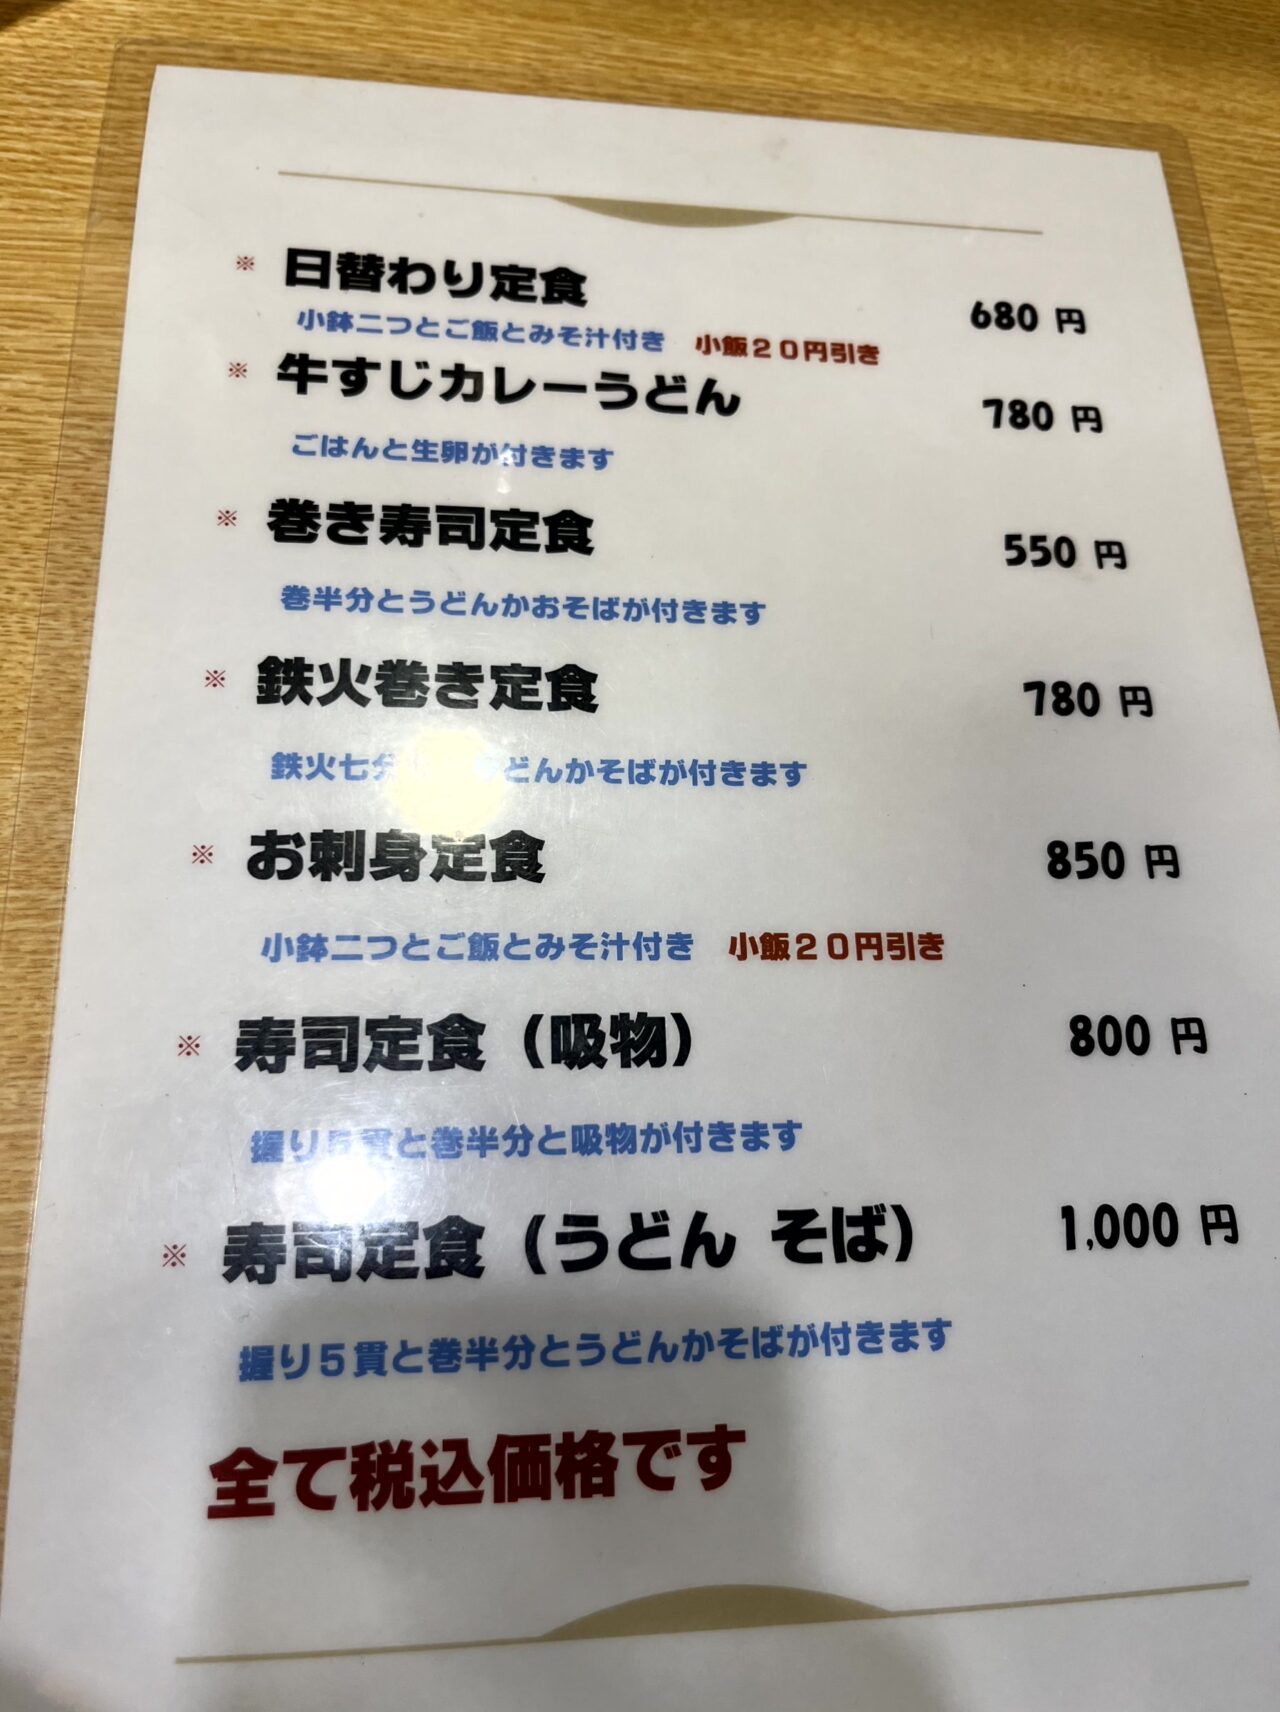 ※ 日替わり定食 680 円
小鉢二つとご飯とみそ汁付き 小飯20円引き
※ 牛すじカレーうどん 780 円
ごはんと生卵が付きます
※ 巻き寿司定食 550 円
巻半分とうどんかおそばが付きます
※ 鉄火巻き定食 780 円
鉄火七分 どんかそばが付きます
※ お刺身定食 850 円
小鉢二つとご飯とみそ汁付き 小飯20円引き
※ 寿司定食（吸物） 800 円
握り5貫と巻半分と吸物が付きます
※ 寿司定食（うどん そば） 1,000 円
握り5貫と巻半分とうどんかそばが付きます
全て税込価格です